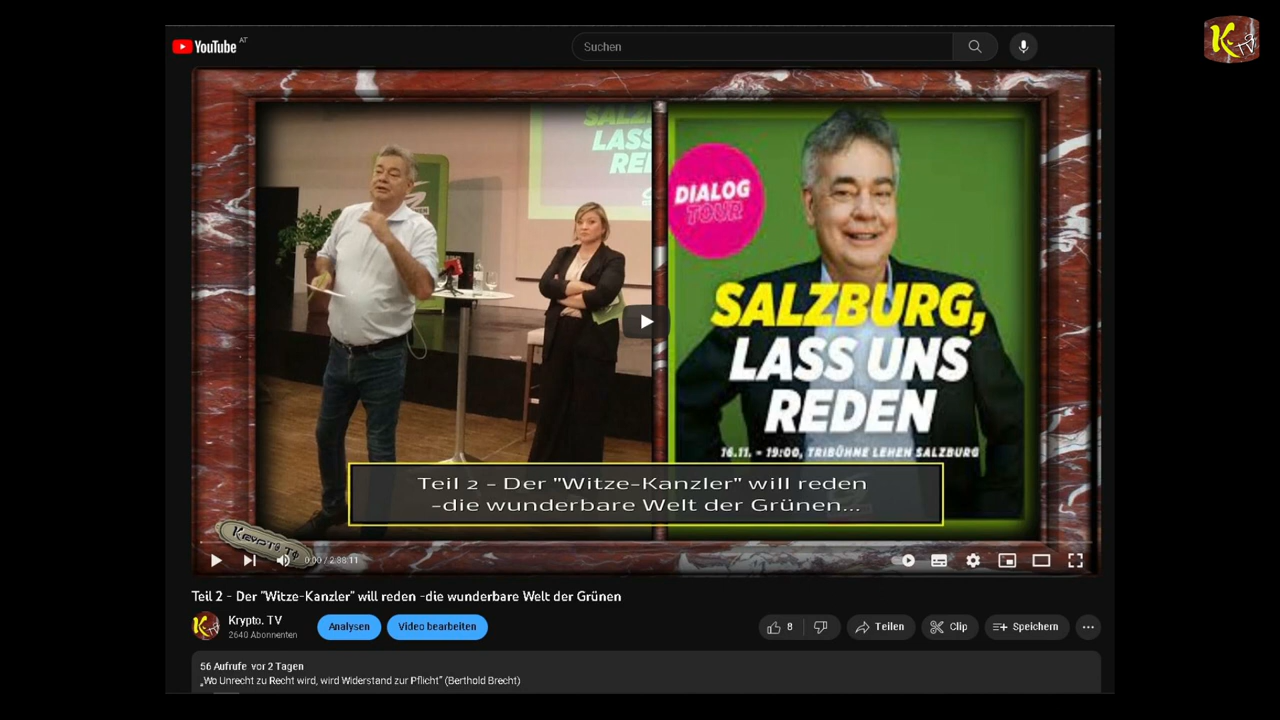 K TV
YouTube AT
Suchen
SALZ
LASS
RE
DIALOG
TOUR
SALZBURG,
LASS UNS
REDEN
16.11. - 19:00, TRIBÜHNE LEHEN SALZBURG
Teil 2 - Der "Witze-Kanzler" will reden
-die wunderbare Welt der Grünen...
Krypto TV
0:00 / 2:38:11
Teil 2 - Der "Witze-Kanzler" will reden -die wunderbare Welt der Grünen
Krypto. TV
2640 Abonnenten
Analysen
Video bearbeiten
8
Teilen
Clip
Speichern
56 Aufrufe vor 2 Tagen
„Wo Unrecht zu Recht wird, wird Widerstand zur Pflicht" (Berthold Brecht)